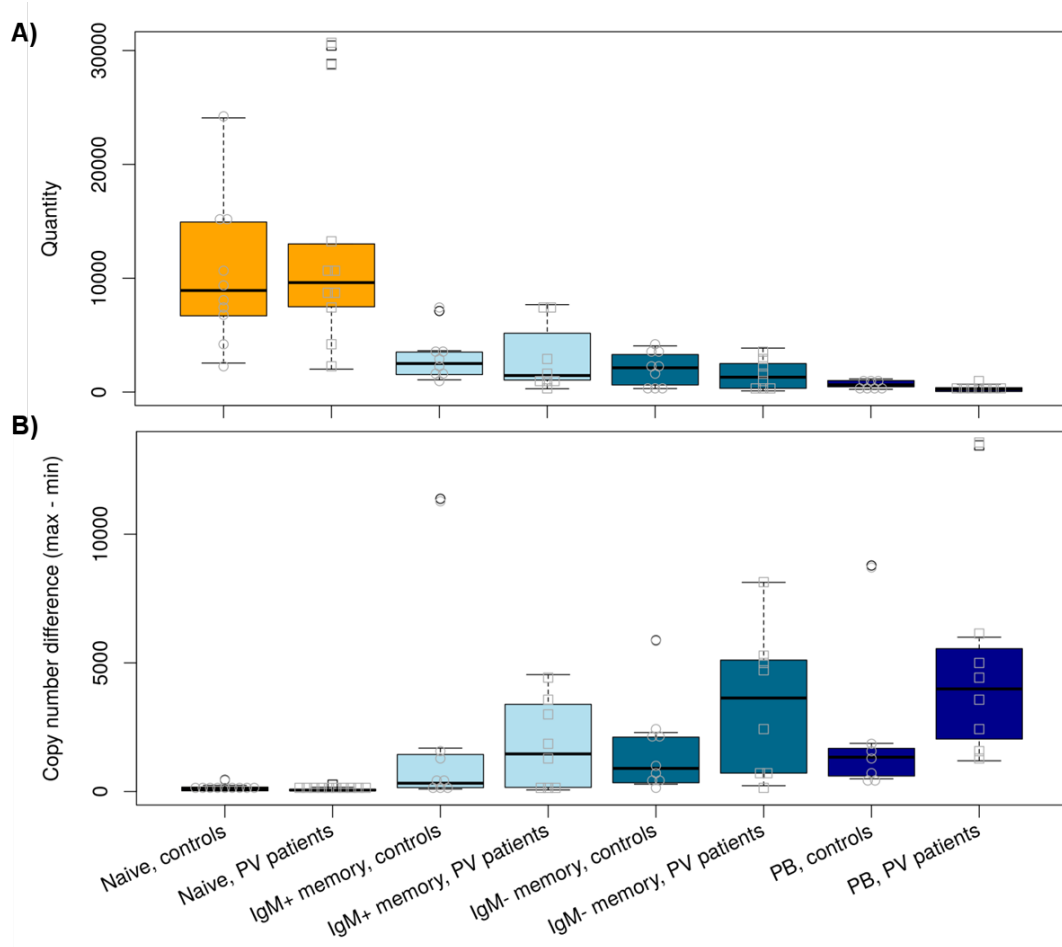 A)
Quantity
30000
20000
10000
0
B)
Copy number difference (max - min)
10000
5000
0
Naive, controls
Naive, PV patients
IgM+ memory, controls
IgM+ memory, PV patients
IgM- memory, controls
IgM- memory, PV patients
PB, controls
PB, PV patients